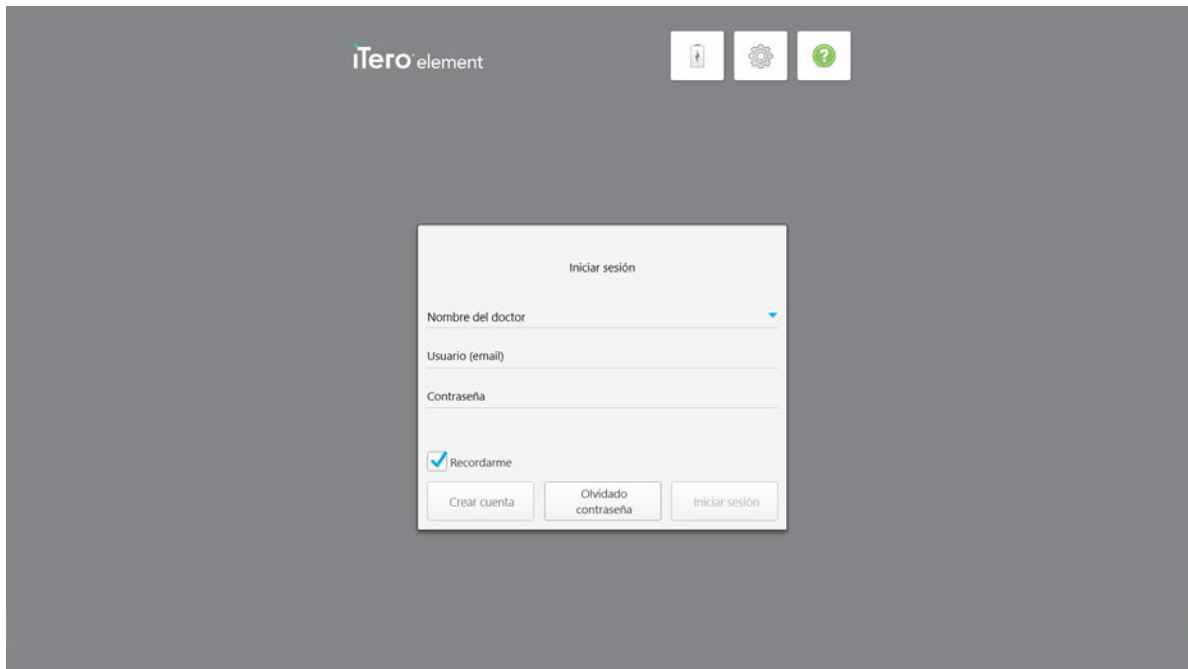 iTero element
?
Iniciar sesión
Nombre del doctor
Usuario (email)
Contraseña
Recordarme
Crear cuenta
Olvidado
contraseña
Iniciar sesión